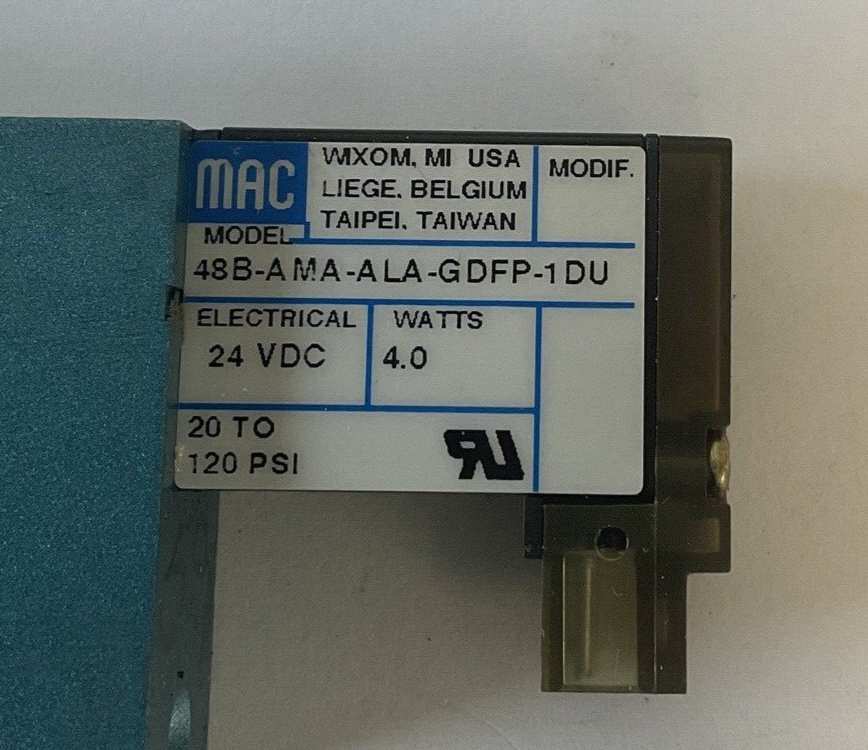 MAC
WIXOM, MI USA
LIEGE, BELGIUM
TAIPEI, TAIWAN
MODIF.
MODEL
48B-AMA-ALA-GDFP-1DU
ELECTRICAL
24 VDC
WATTS
4.0
20 TO
120 PSI